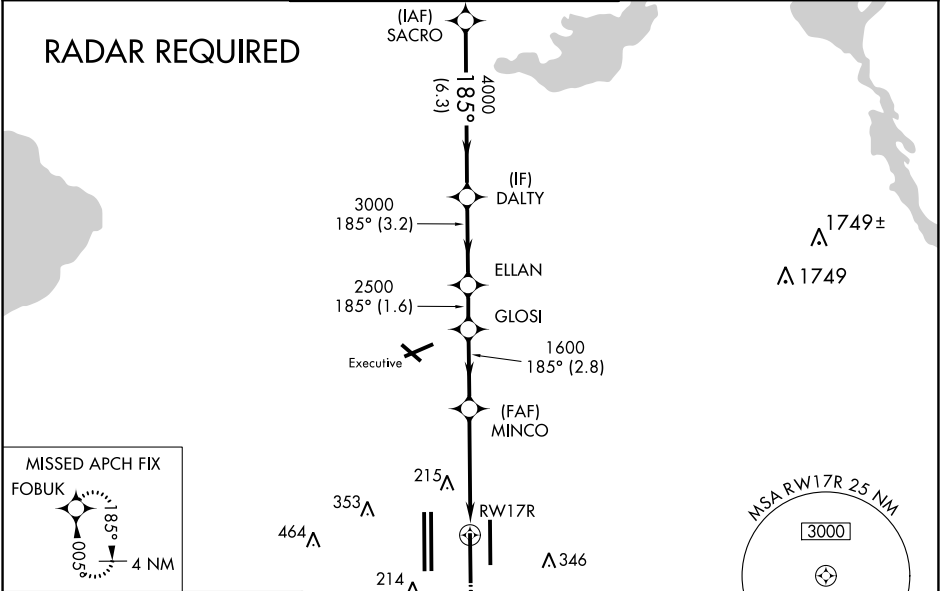 (IAF)
SACRO
RADAR REQUIRED
4000
185°
(6.3)
(IF)
DALTY
3000
185° (3.2)
1749±
1749
ELLAN
2500
185° (1.6)
GLOSI
Executive
1600
185° (2.8)
(FAF)
MINCO
MISSED APCH FIX
FOBUK
185°
005°
4 NM
215
353
464
RW17R
346
214
MSA RW17R 25 NM
3000